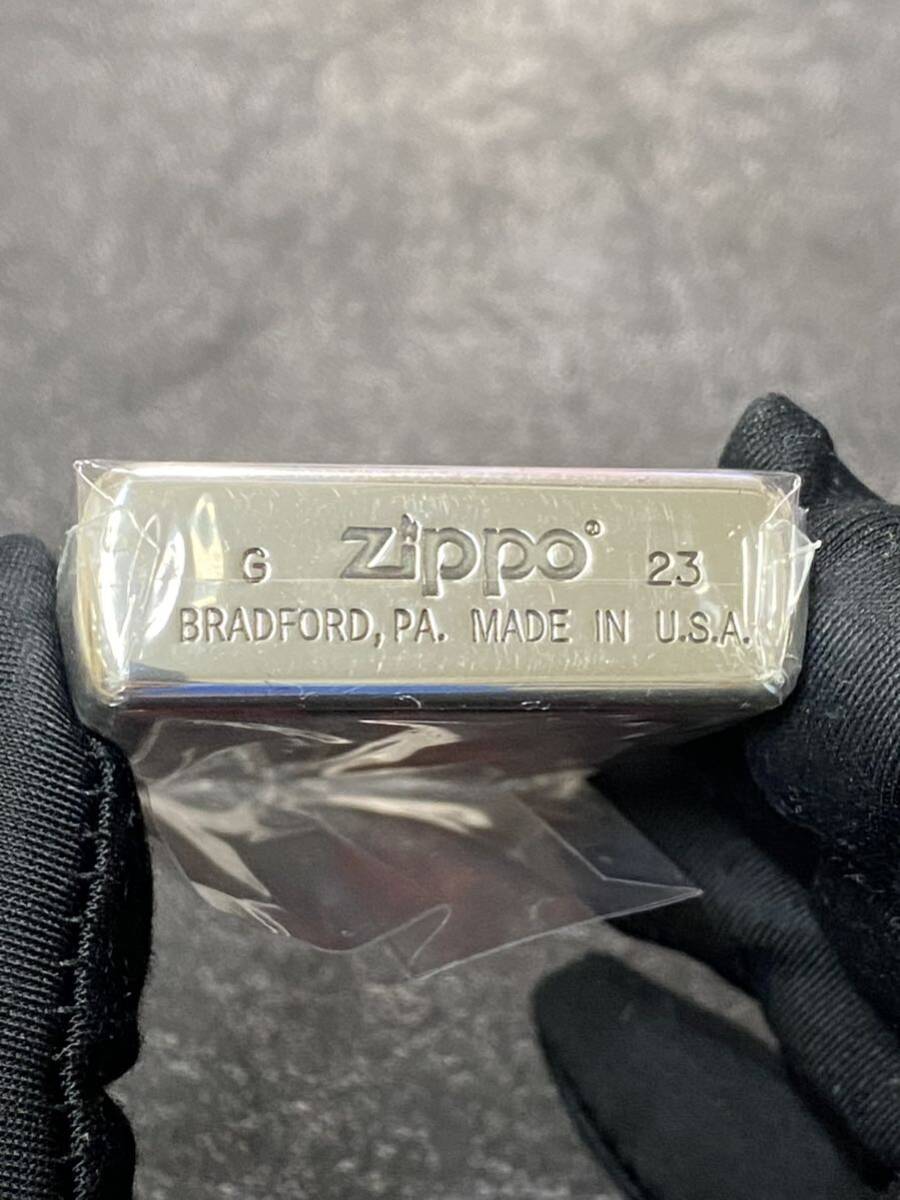 G Zippo® 23
BRADFORD, PA. MADE IN U.S.A.